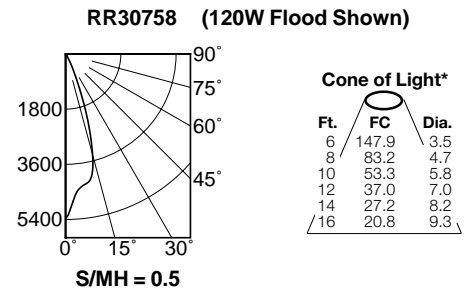 RR30758 (120W Flood Shown)
90°
75°
60°
45°
1800
3600
5400
0° 15° 30°
S/MH = 0.5
Cone of Light*
Ft. FC Dia.
6 147.9 3.5
8 83.2 4.7
10 53.3 5.8
12 37.0 7.0
14 27.2 8.2
16 20.8 9.3